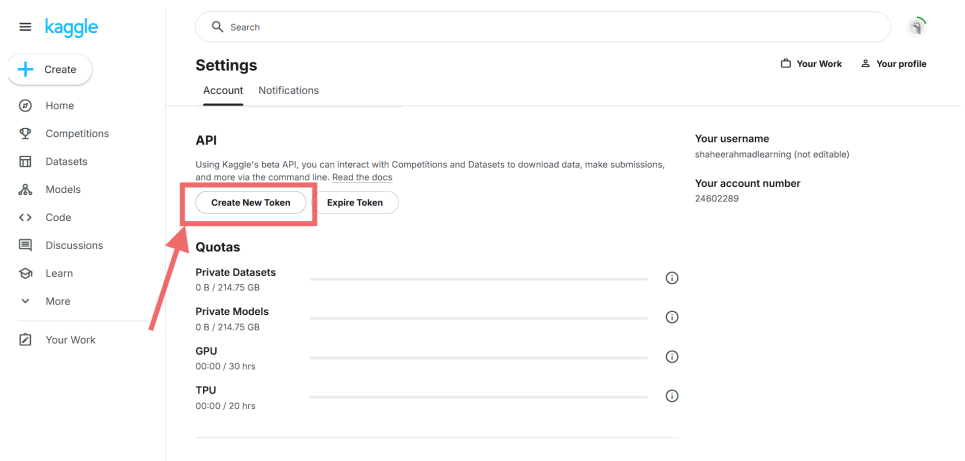 kaggle
Search
Create
Home
Competitions
Datasets
Models
Code
Discussions
Learn
More
Your Work
Settings
Your Work
Your profile
Account
Notifications
API
Using Kaggle's beta API, you can interact with Competitions and Datasets to download data, make submissions,
and more via the command line. Read the docs
Create New Token
Expire Token
Quotas
Private Datasets
0 B / 214.75 GB
Private Models
0 B / 214.75 GB
GPU
00:00 / 30 hrs
TPU
00:00 / 20 hrs
Your username
shaheerahmadlearning (not editable)
Your account number
24602289